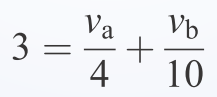 3 = v_a/4 + v_b/10